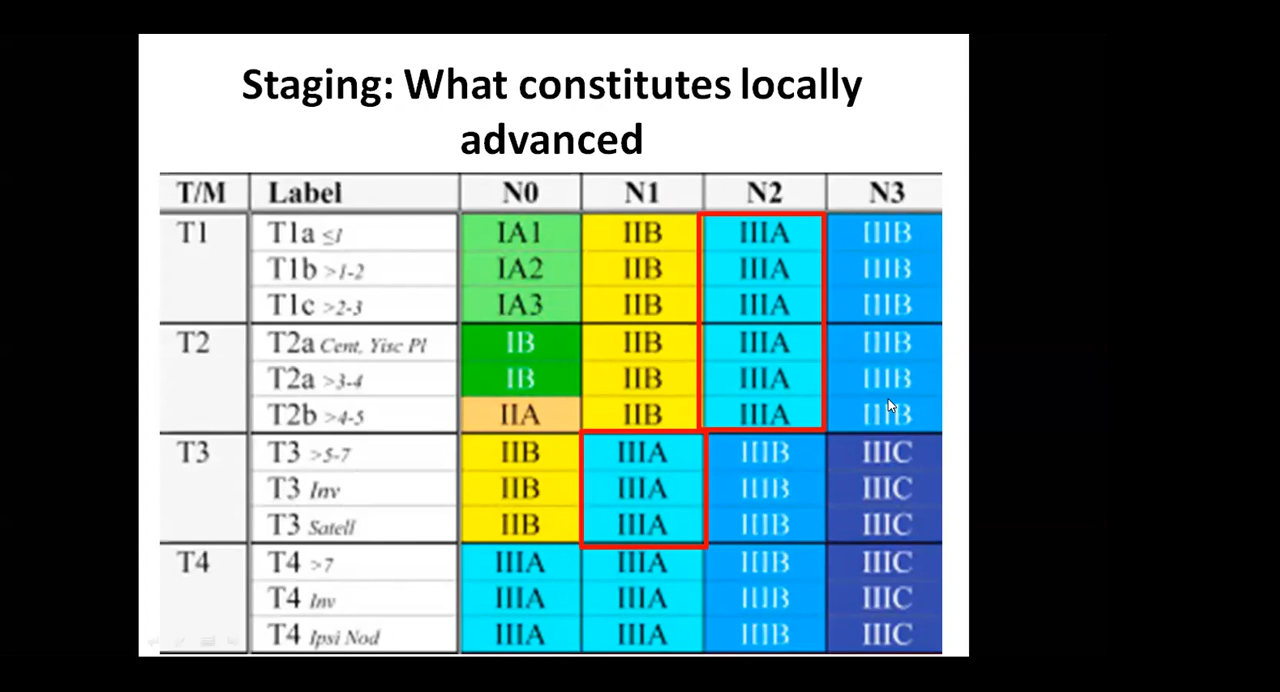 Staging: What constitutes locally
advanced
T/M Label N0 N1 N2 N3
T1 T1a ≤1 IA1 IIB IIIA IIIB
T1b >1-2 IA2 IIB IIIA IIIB
T1c >2-3 IA3 IIB IIIA IIIB
T2 T2a Cent, Yisc Pl IB IIB IIIA IIIB
T2a >3-4 IB IIB IIIA IIIB
T2b >4-5 IIA IIB IIIA IIIB
T3 T3 >5-7 IIB IIIA IIIB IIIC
T3 Inv IIB IIIA IIIB IIIC
T3 Satell IIB IIIA IIIB IIIC
T4 T4 >7 IIIA IIIA IIIB IIIC
T4 Inv IIIA IIIA IIIB IIIC
T4 Ipsi Nod IIIA IIIA IIIB IIIC